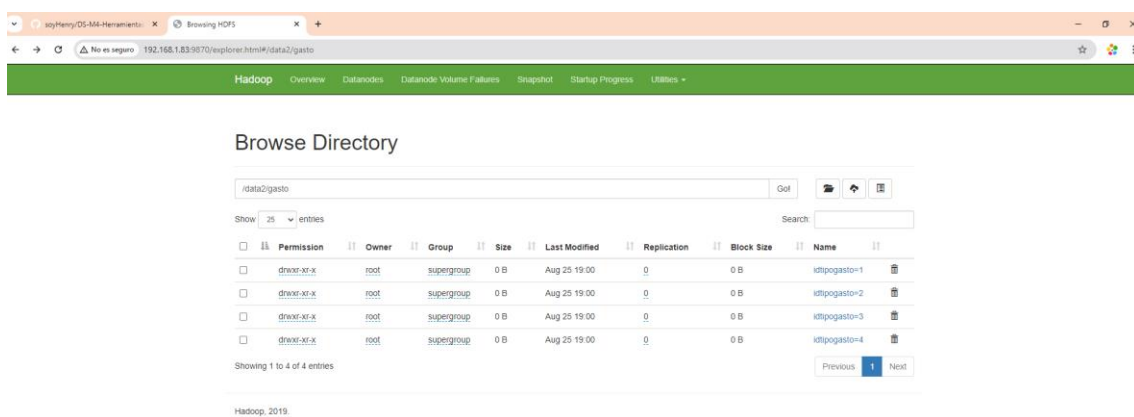 soyHenry/DS-M4-Herramienta:
Browsing HDFS
No es seguro 192.168.1.83:9870/explorer.html#/data2/gasto
Hadoop Overview Datanodes Datanode Volume Failures Snapshot Startup Progress Utilities
Browse Directory
/data2/gasto Go!
Show 25 entries Search:
Permission Owner Group Size Last Modified Replication Block Size Name
drwxr-xr-x root supergroup 0 B Aug 25 19:00 0 0 B idtipogasto=1
drwxr-xr-x root supergroup 0 B Aug 25 19:00 0 0 B idtipogasto=2
drwxr-xr-x root supergroup 0 B Aug 25 19:00 0 0 B idtipogasto=3
drwxr-xr-x root supergroup 0 B Aug 25 19:00 0 0 B idtipogasto=4
Showing 1 to 4 of 4 entries Previous 1 Next
Hadoop, 2019.